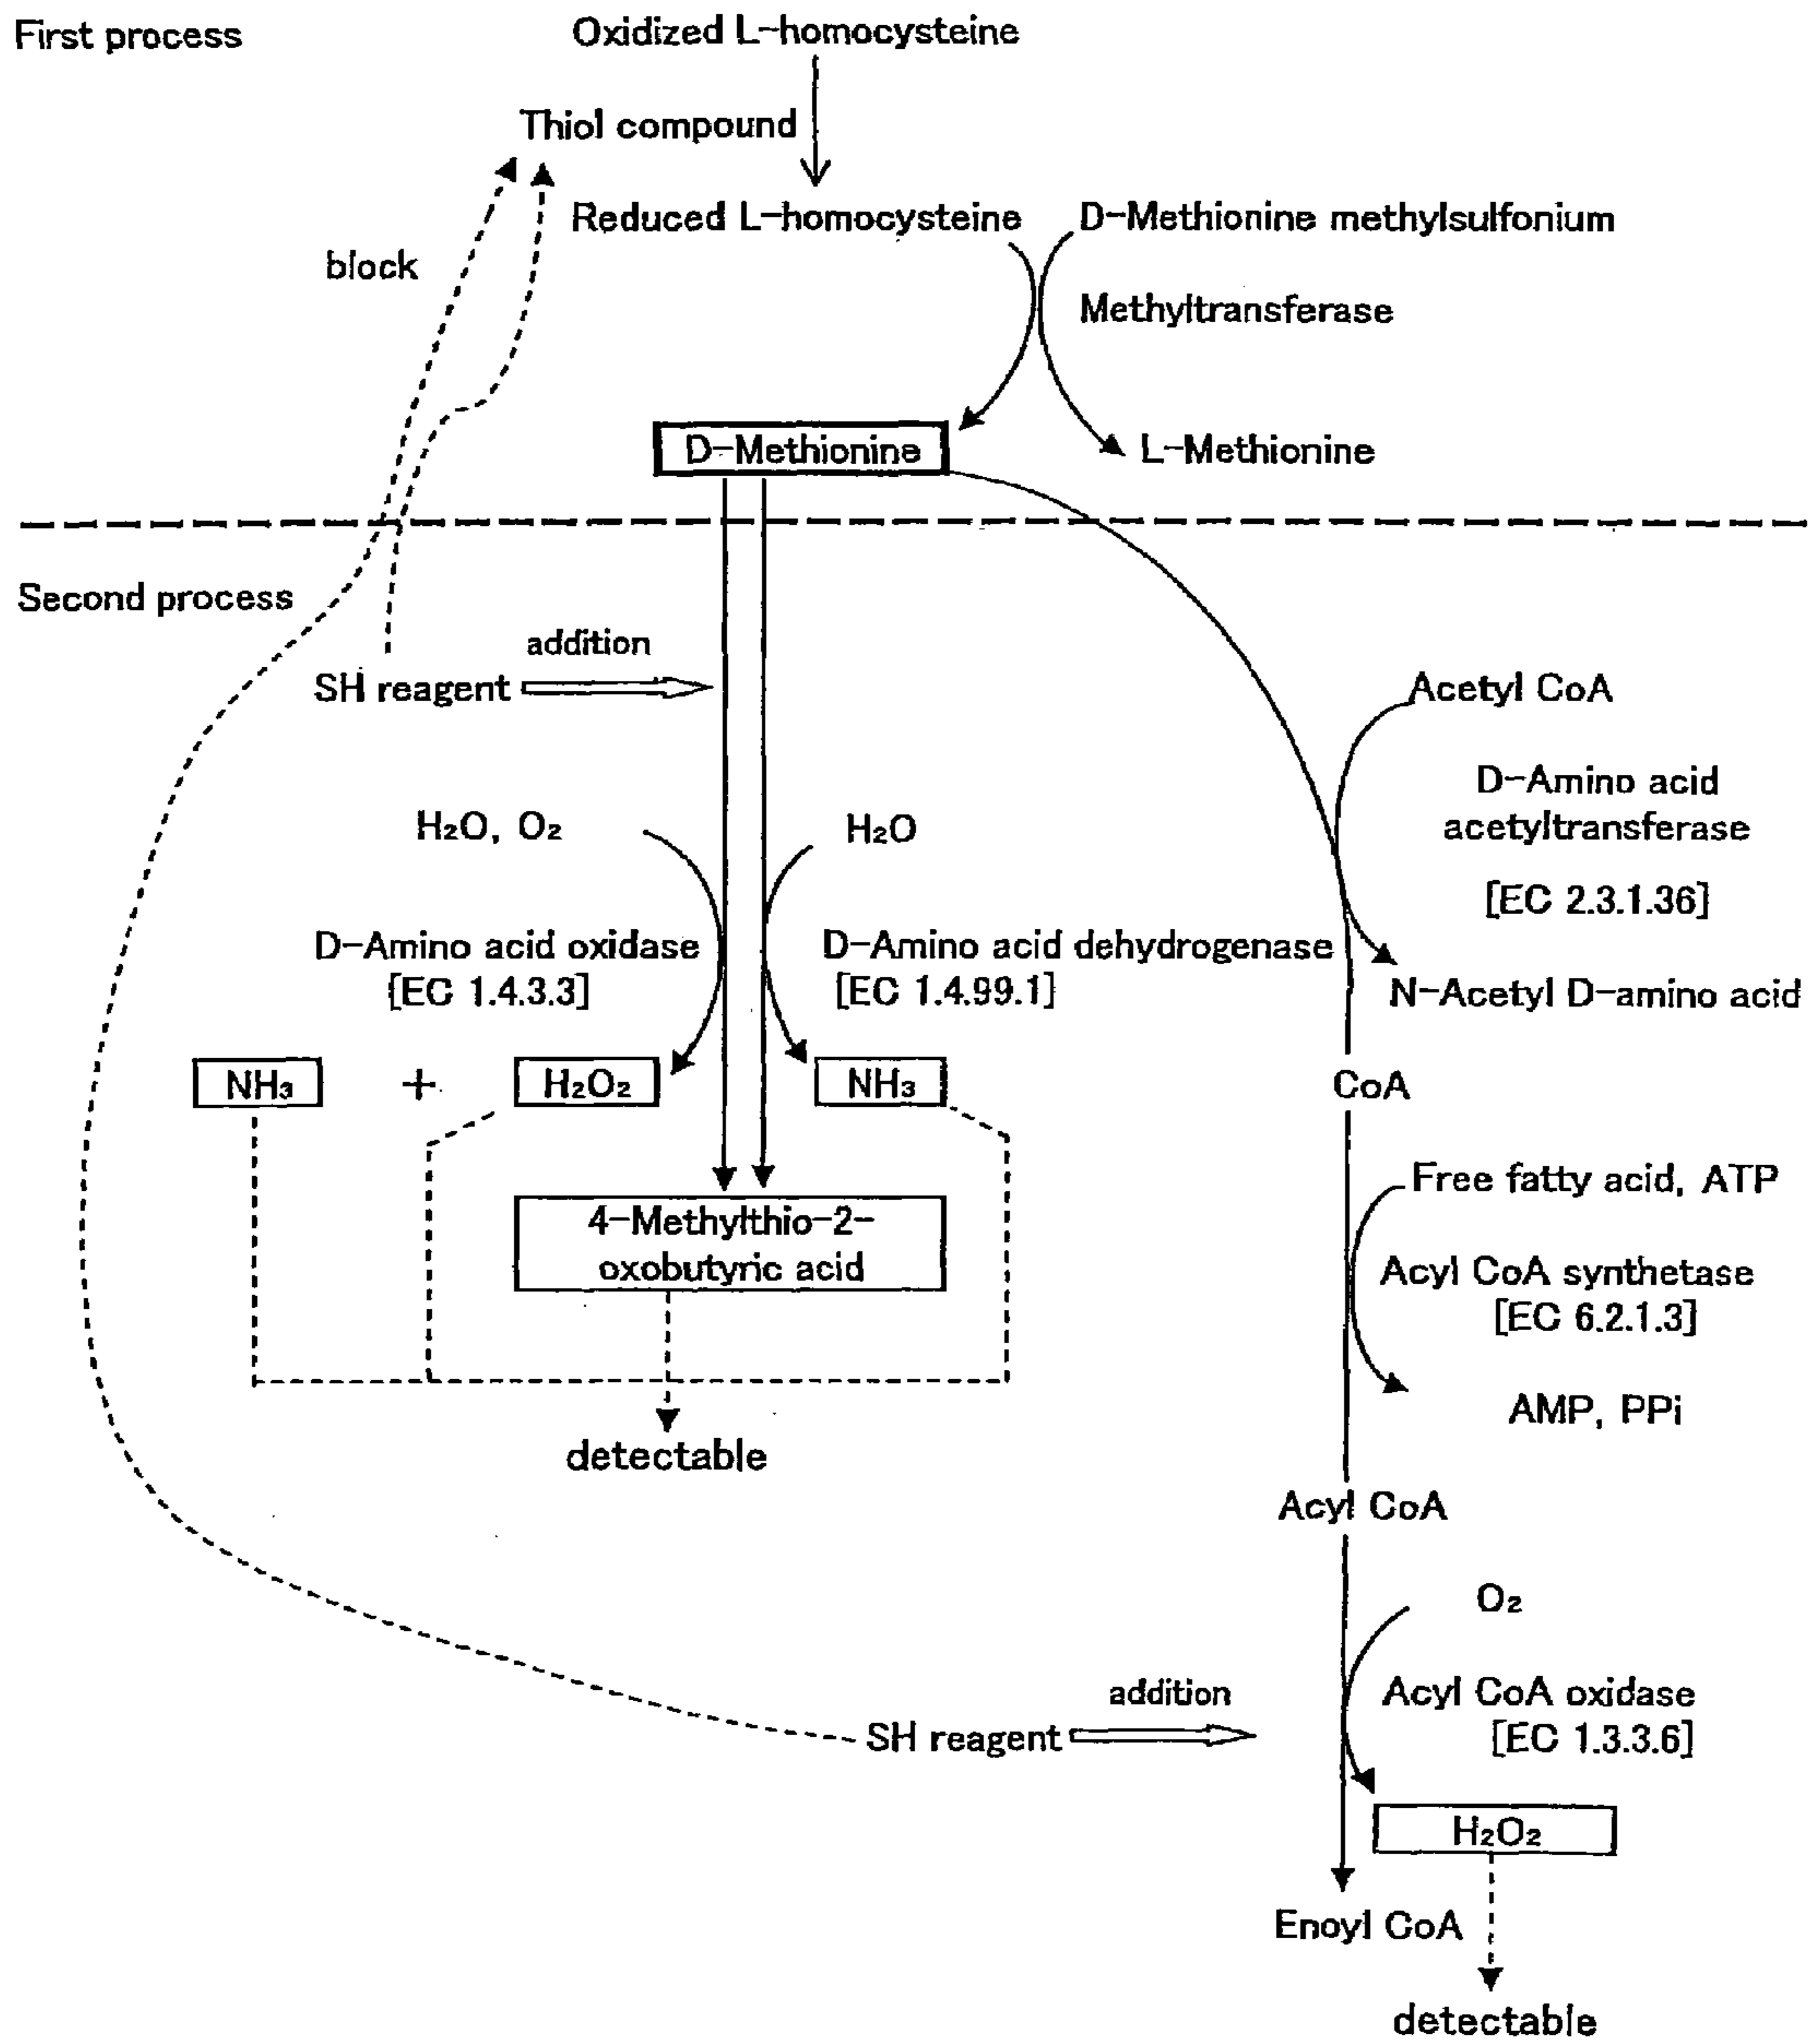 First process
Oxidized L-homocysteine
Thiol compound
Reduced L-homocysteine
D-Methionine methylsulfonium
block
Methyltransferase
D-Methionine
L-Methionine
Second process
addition
SH reagent
Acetyl CoA
D-Amino acid
acetyltransferase
[EC 2.3.1.36]
H₂O, O₂
H₂O
D-Amino acid oxidase
[EC 1.4.3.3]
D-Amino acid dehydrogenase
[EC 1.4.99.1]
N-Acetyl D-amino acid
NH₃
+
H₂O₂
NH₃
CoA
Free fatty acid, ATP
4-Methylthio-2-
oxobutyric acid
Acyl CoA synthetase
[EC 6.2.1.3]
AMP, PPi
detectable
Acyl CoA
O₂
addition
Acyl CoA oxidase
[EC 1.3.3.6]
SH reagent
H₂O₂
Enoyl CoA
detectable